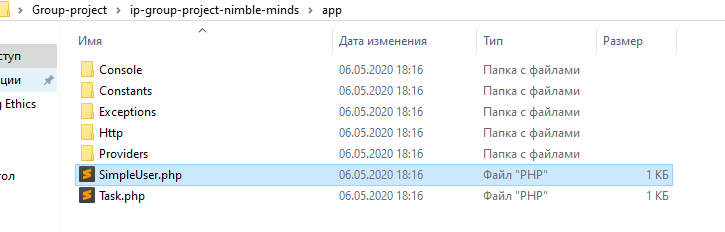 Group-project > ip-group-project-nimble-minds > app
Имя Дата изменения Тип Размер
Console 06.05.2020 18:16 Папка с файлами
Constants 06.05.2020 18:16 Папка с файлами
Exceptions 06.05.2020 18:16 Папка с файлами
Http 06.05.2020 18:16 Папка с файлами
Providers 06.05.2020 18:16 Папка с файлами
SimpleUser.php 06.05.2020 18:16 Файл "PHP" 1 КБ
Task.php 06.05.2020 18:16 Файл "PHP" 1 КБ
ступ
ции
g Ethics
гол